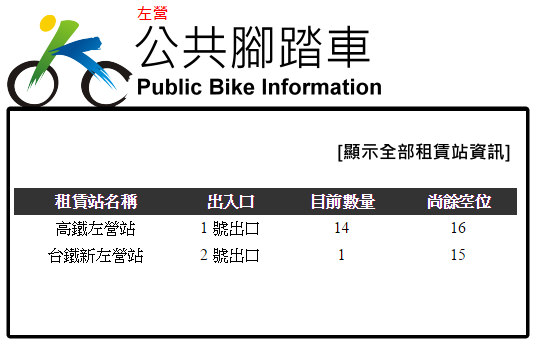 左營
公共腳踏車
Public Bike Information
[顯示全部租賃站資訊]
租賃站名稱 出入口 目前數量 尚餘空位
高鐵左營站 1 號出口 14 16
台鐵新左營站 2 號出口 1 15